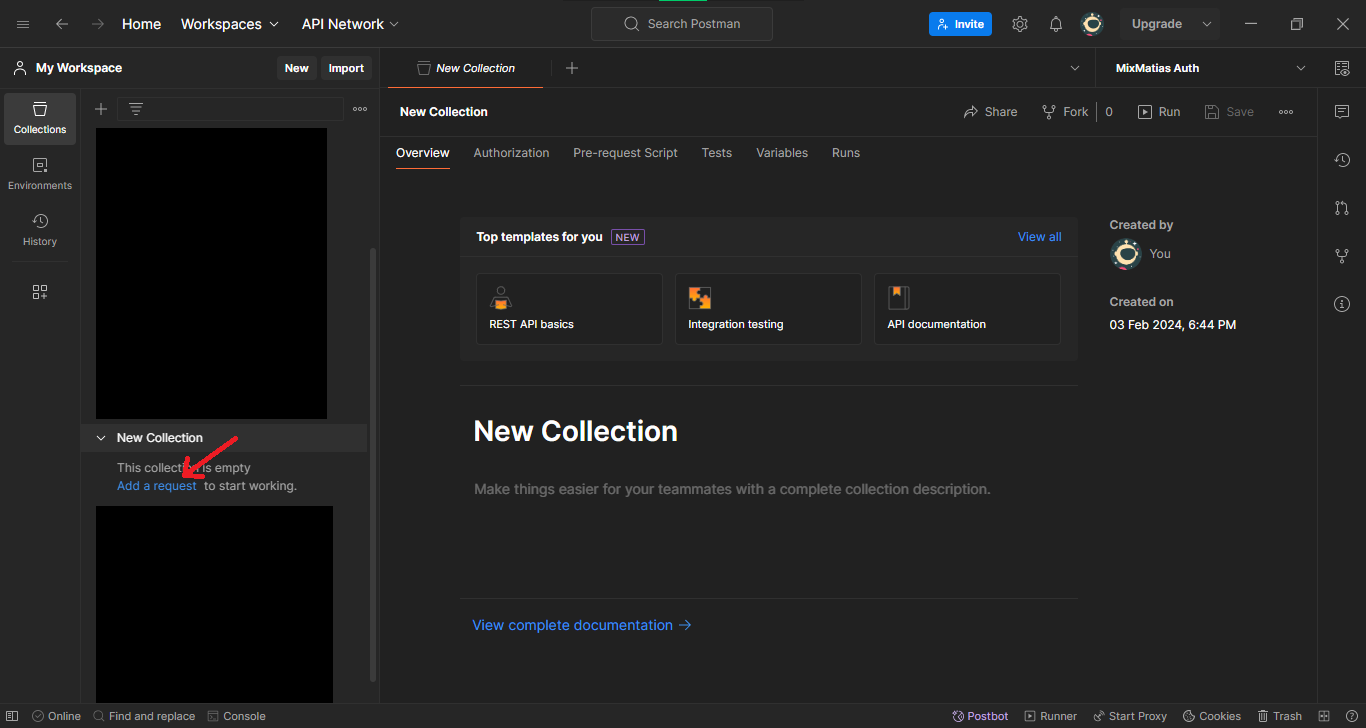 Home Workspaces API Network Search Postman Invite Upgrade
My Workspace New Import New Collection MixMatias Auth
Collections
Environments
History
New Collection
This collection is empty
Add a request to start working.
New Collection Share Fork 0 Run Save
Overview Authorization Pre-request Script Tests Variables Runs
Top templates for you NEW View all
REST API basics Integration testing API documentation
Created by
You
Created on
03 Feb 2024, 6:44 PM
New Collection
Make things easier for your teammates with a complete collection description.
View complete documentation →
Online Find and replace Console Postbot Runner Start Proxy Cookies Trash